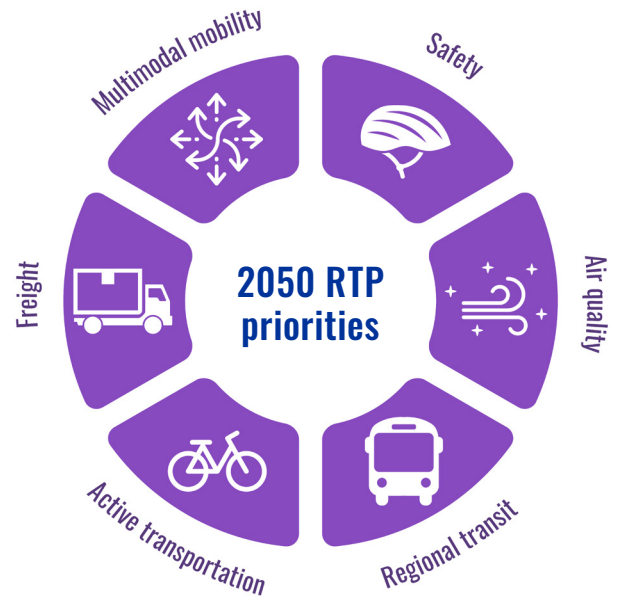 Multimodal mobility
Safety
Air quality
Regional transit
Active transportation
Freight
2050 RTP
priorities